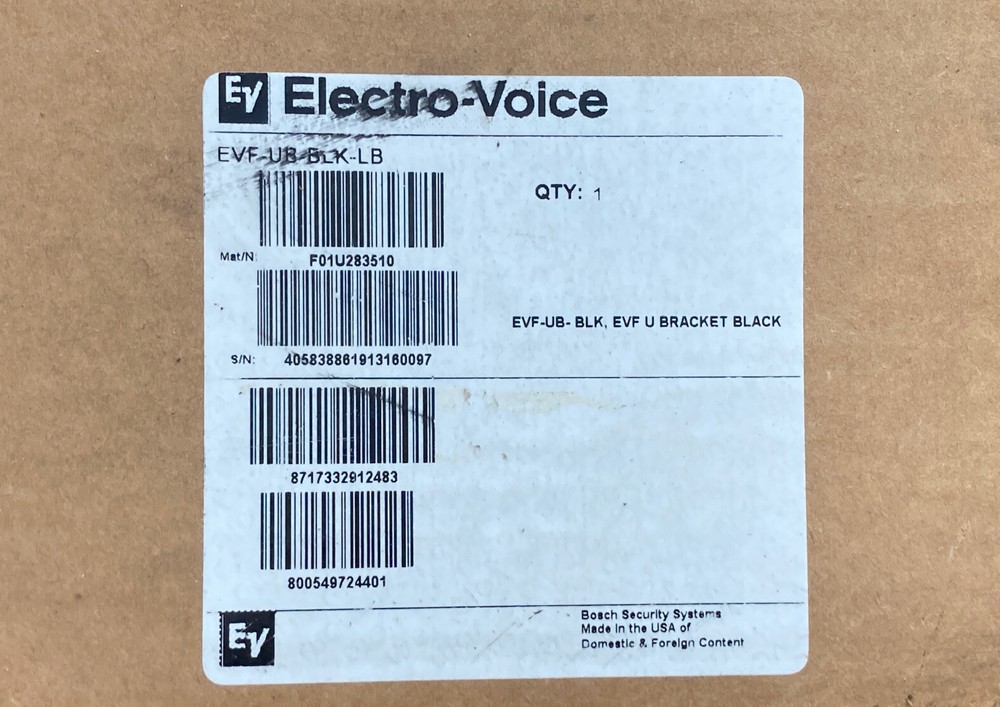 EV Electro-Voice
EVF-UB-BLK-LB
QTY: 1
Mat/N: F01U283510
EVF-UB- BLK, EVF U BRACKET BLACK
S/N: 405838861913160097
8717332912483
800549724401
EV
Bosch Security Systems
Made in the USA of
Domestic & Foreign Content